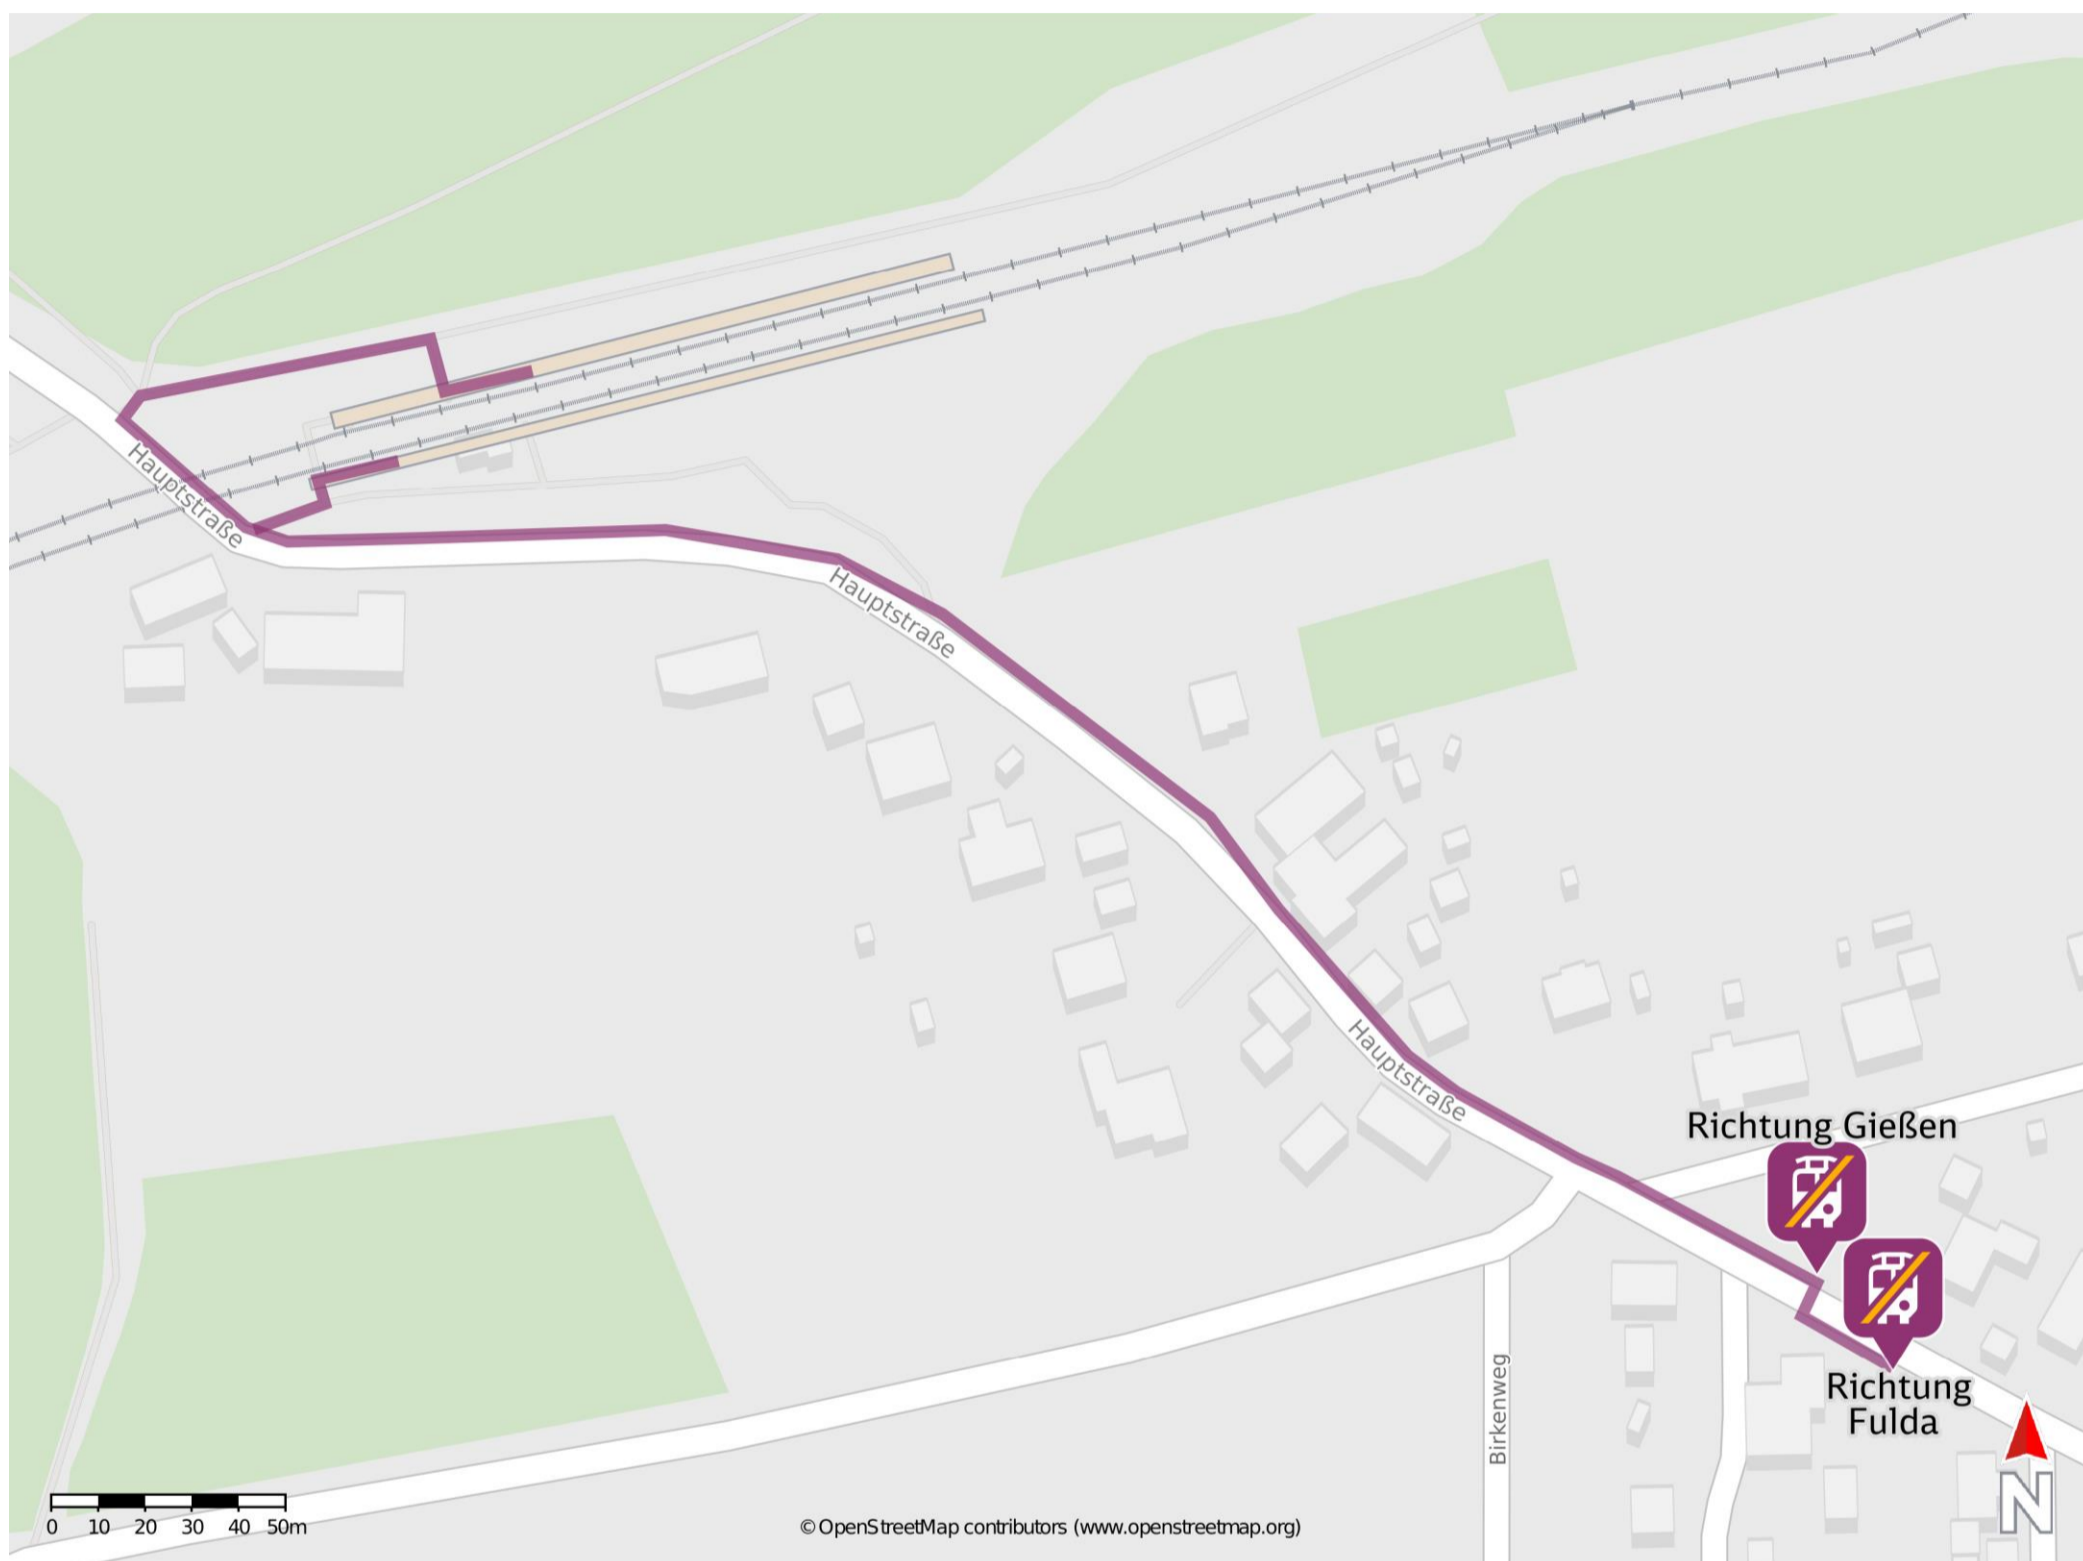 Hauptstraße
Hauptstraße
Hauptstraße
Richtung Gießen
Richtung
Fulda
Birkenweg
N
0 10 20 30 40 50m
© OpenStreetMap contributors (www.openstreetmap.org)